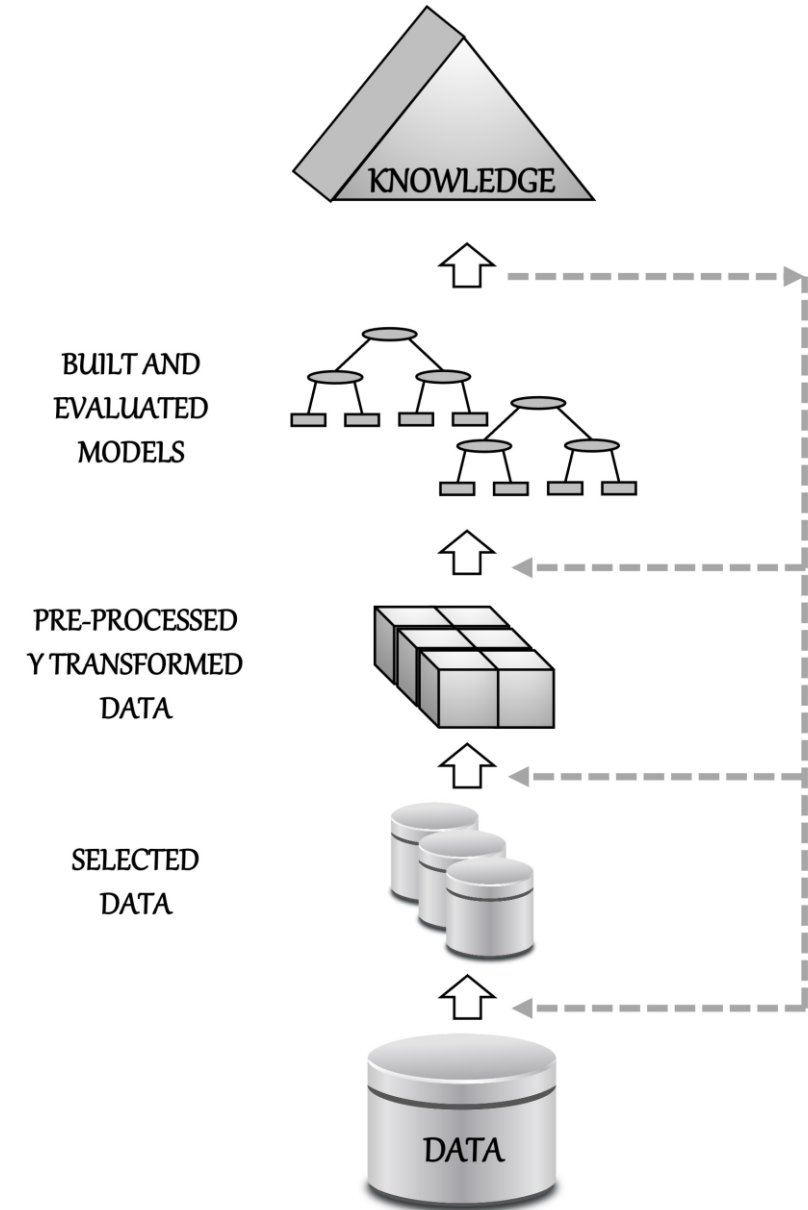 KNOWLEDGE
BUILT AND
EVALUATED
MODELS
PRE-PROCESSED
Y TRANSFORMED
DATA
SELECTED
DATA
DATA